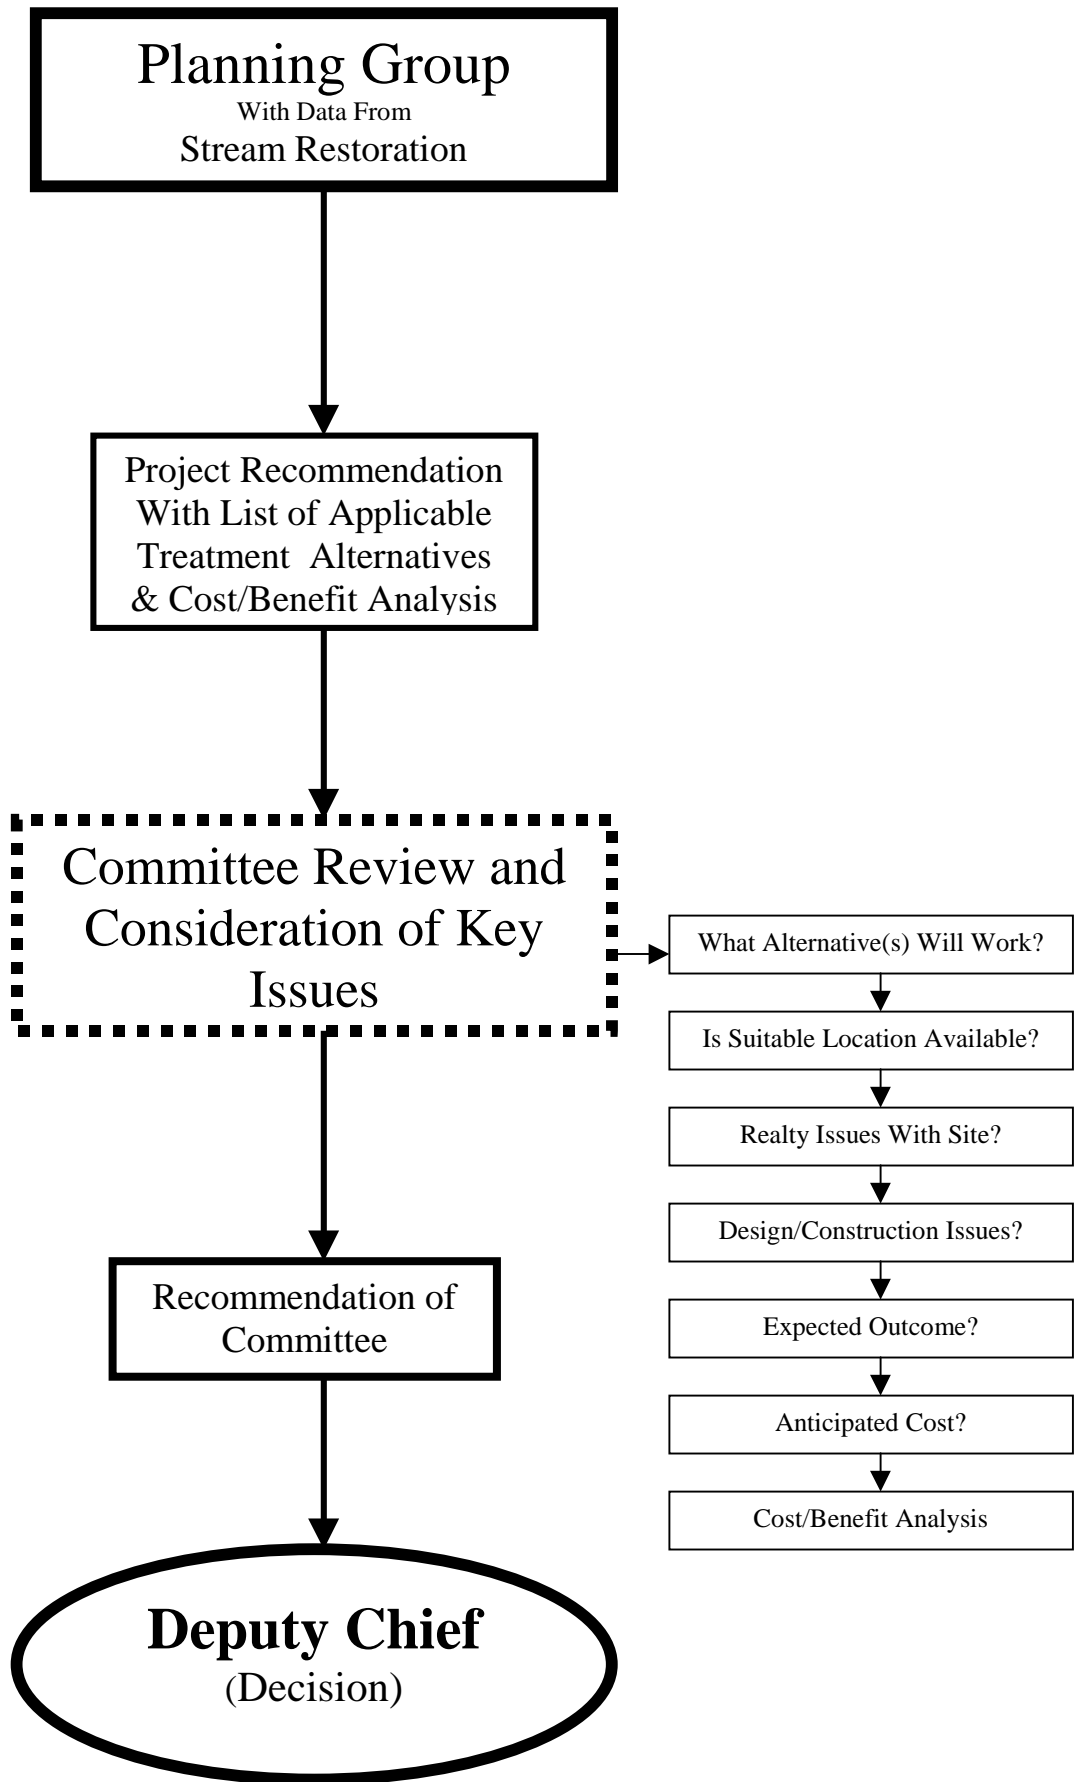 Planning Group
With Data From
Stream Restoration
Project Recommendation
With List of Applicable
Treatment Alternatives
& Cost/Benefit Analysis
Committee Review and
Consideration of Key
Issues
What Alternative(s) Will Work?
Is Suitable Location Available?
Realty Issues With Site?
Design/Construction Issues?
Expected Outcome?
Anticipated Cost?
Cost/Benefit Analysis
Recommendation of
Committee
Deputy Chief
(Decision)